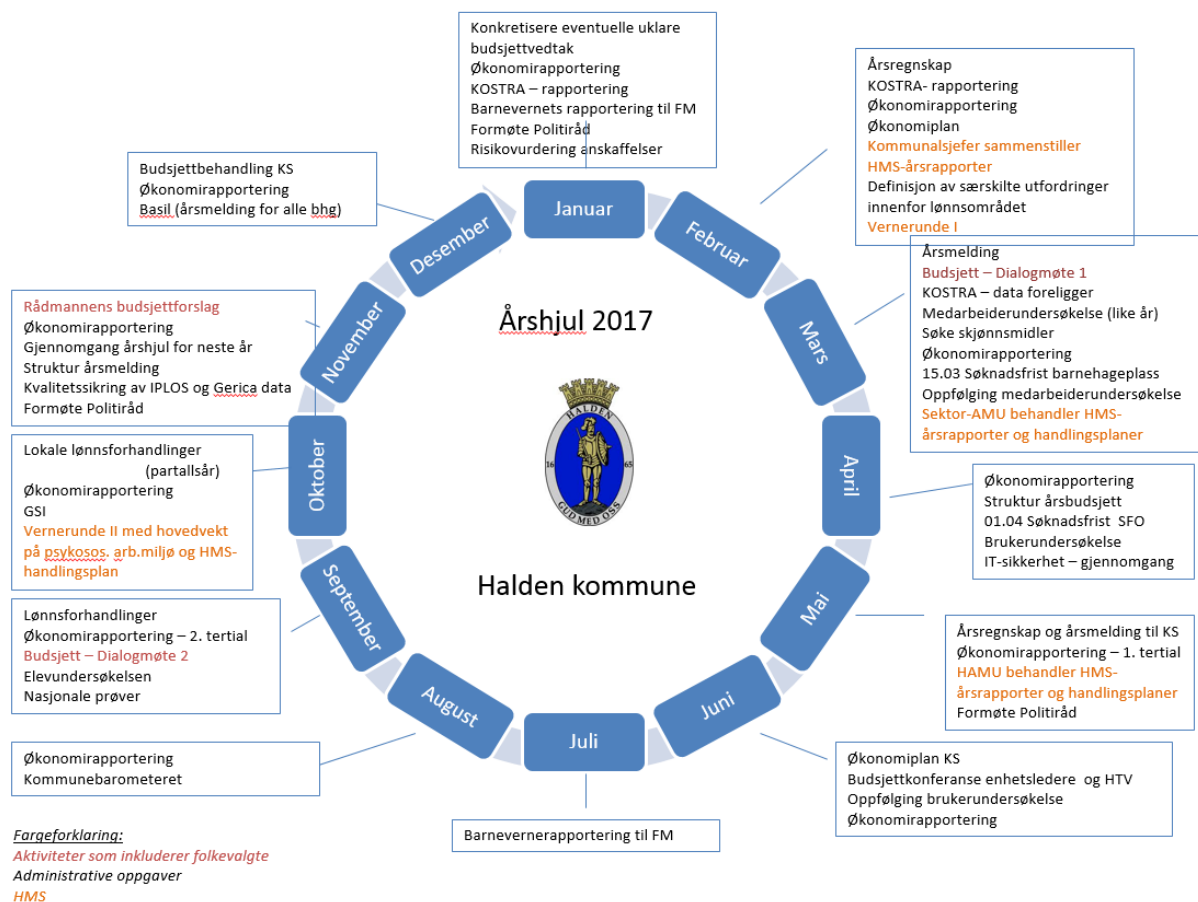 Årshjul 2017
Halden kommune
HALDEN
16 65
GUD MED OSS
Januar
Konkretisere eventuelle uklare
budsjettvedtak
Økonomirapportering
KOSTRA – rapportering
Barnevernets rapportering til FM
Formøte Politiråd
Risikovurdering anskaffelser
Februar
Årsregnskap
KOSTRA- rapportering
Økonomirapportering
Økonomiplan
Kommunalsjefer sammenstiller
HMS-årsrapporter
Definisjon av særskilte utfordringer
innenfor lønnsområdet
Vernerunde I
Mars
Årsmelding
Budsjett – Dialogmøte 1
KOSTRA – data foreligger
Medarbeiderundersøkelse (like år)
Søke skjønnsmidler
Økonomirapportering
15.03 Søknadsfrist barnehageplass
Oppfølging medarbeiderundersøkelse
Sektor-AMU behandler HMS-
årsrapporter og handlingsplaner
April
Økonomirapportering
Struktur årsbudsjett
01.04 Søknadsfrist SFO
Brukerundersøkelse
IT-sikkerhet – gjennomgang
Mai
Årsregnskap og årsmelding til KS
Økonomirapportering – 1. tertial
HAMU behandler HMS-
årsrapporter og handlingsplaner
Formøte Politiråd
Juni
Økonomiplan KS
Budsjettkonferanse enhetsledere og HTV
Oppfølging brukerundersøkelse
Økonomirapportering
Juli
Barnevernerapportering til FM
August
Økonomirapportering
Kommunebarometeret
September
Lønnsforhandlinger
Økonomirapportering – 2. tertial
Budsjett – Dialogmøte 2
Elevundersøkelsen
Nasjonale prøver
Oktober
Lokale lønnsforhandlinger
(partallsår)
Økonomirapportering
GSI
Vernerunde II med hovedvekt
på psykosos. arb.miljø og HMS-
handlingsplan
November
Rådmannens budsjettforslag
Økonomirapportering
Gjennomgang årshjul for neste år
Struktur årsmelding
Kvalitetssikring av IPLOS og Gerica data
Formøte Politiråd
Desember
Budsjettbehandling KS
Økonomirapportering
Basil (årsmelding for alle bhg)
Fargeforklaring:
Aktiviteter som inkluderer folkevalgte
Administrative oppgaver
HMS